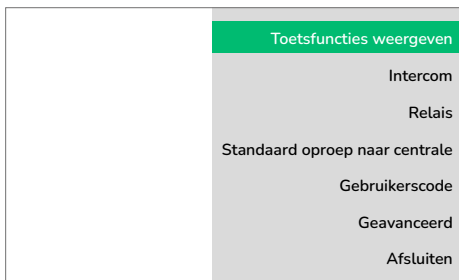 Toetsfuncties weergeven
Intercom
Relais
Standaard oproep naar centrale
Gebruikerscode
Geavanceerd
Afsluiten